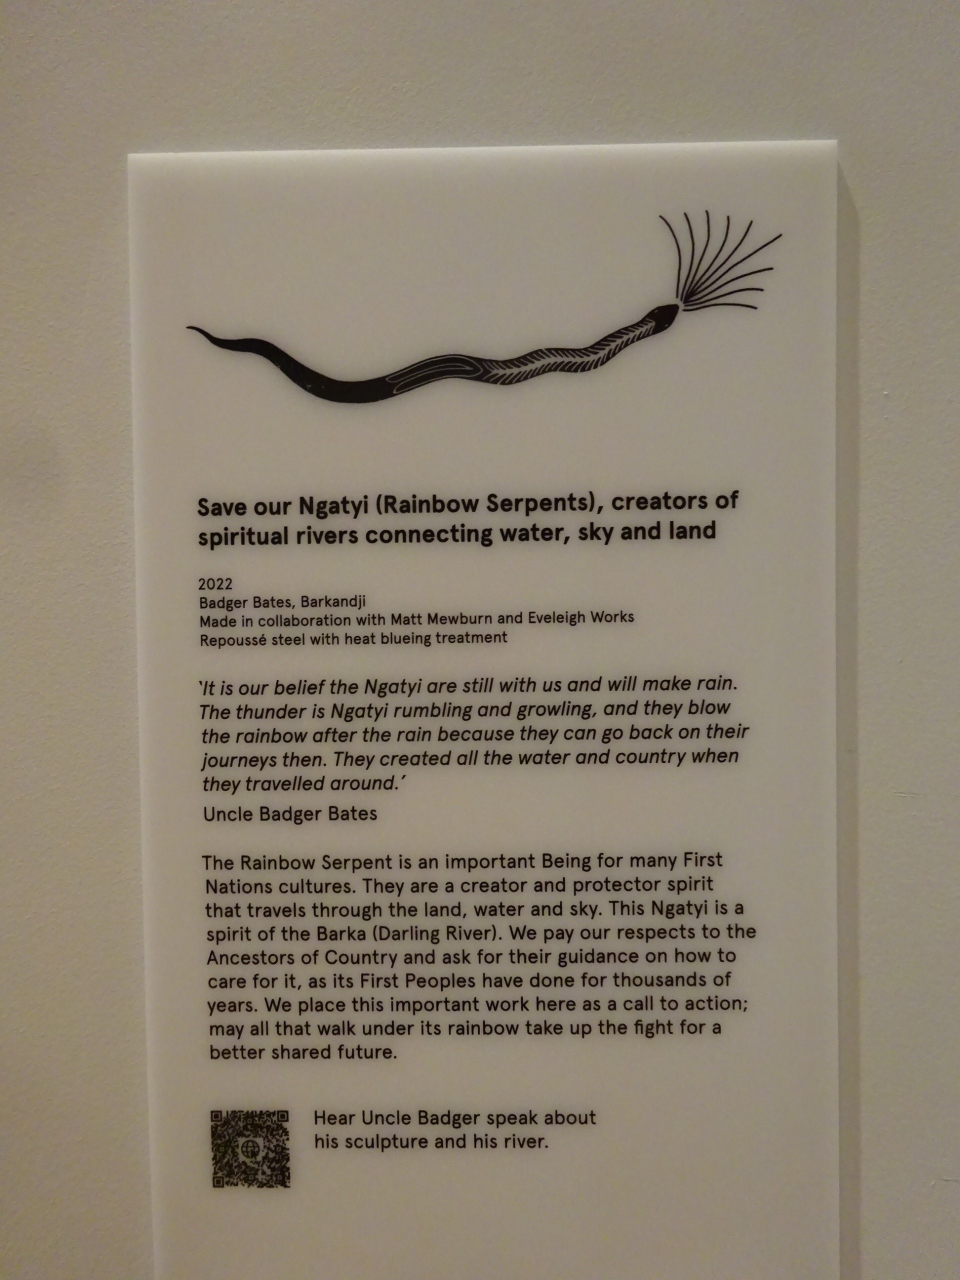 Save our Ngatyi (Rainbow Serpents), creators of
spiritual rivers connecting water, sky and land
2022
Badger Bates, Barkandji
Made in collaboration with Matt Mewburn and Eveleigh Works
Repoussé steel with heat blueing treatment
‘It is our belief the Ngatyi are still with us and will make rain.
The thunder is Ngatyi rumbling and growling, and they blow
the rainbow after the rain because they can go back on their
journeys then. They created all the water and country when
they travelled around.’
Uncle Badger Bates
The Rainbow Serpent is an important Being for many First
Nations cultures. They are a creator and protector spirit
that travels through the land, water and sky. This Ngatyi is a
spirit of the Barka (Darling River). We pay our respects to the
Ancestors of Country and ask for their guidance on how to
care for it, as its First Peoples have done for thousands of
years. We place this important work here as a call to action;
may all that walk under its rainbow take up the fight for a
better shared future.
Hear Uncle Badger speak about
his sculpture and his river.